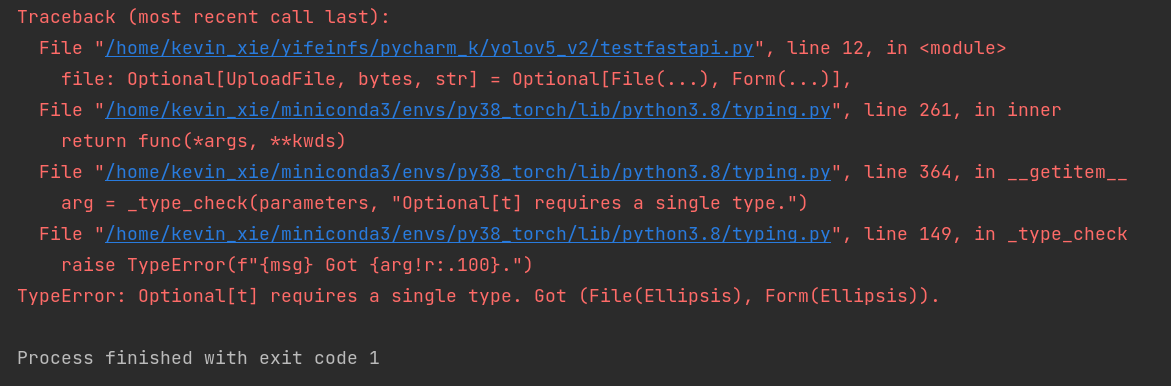 Traceback (most recent call last):
  File "/home/kevin_xie/yifeinfs/pycharm_k/yolov5_v2/testfastapi.py", line 12, in <module>
    file: Optional[UploadFile, bytes, str] = Optional[File(...), Form(...)],
  File "/home/kevin_xie/miniconda3/envs/py38_torch/lib/python3.8/typing.py", line 261, in inner
    return func(*args, **kwds)
  File "/home/kevin_xie/miniconda3/envs/py38_torch/lib/python3.8/typing.py", line 364, in __getitem__
    arg = _type_check(parameters, "Optional[t] requires a single type.")
  File "/home/kevin_xie/miniconda3/envs/py38_torch/lib/python3.8/typing.py", line 149, in _type_check
    raise TypeError(f"{msg} Got {arg!r:.100}.")
TypeError: Optional[t] requires a single type. Got (File(Ellipsis), Form(Ellipsis)).

Process finished with exit code 1